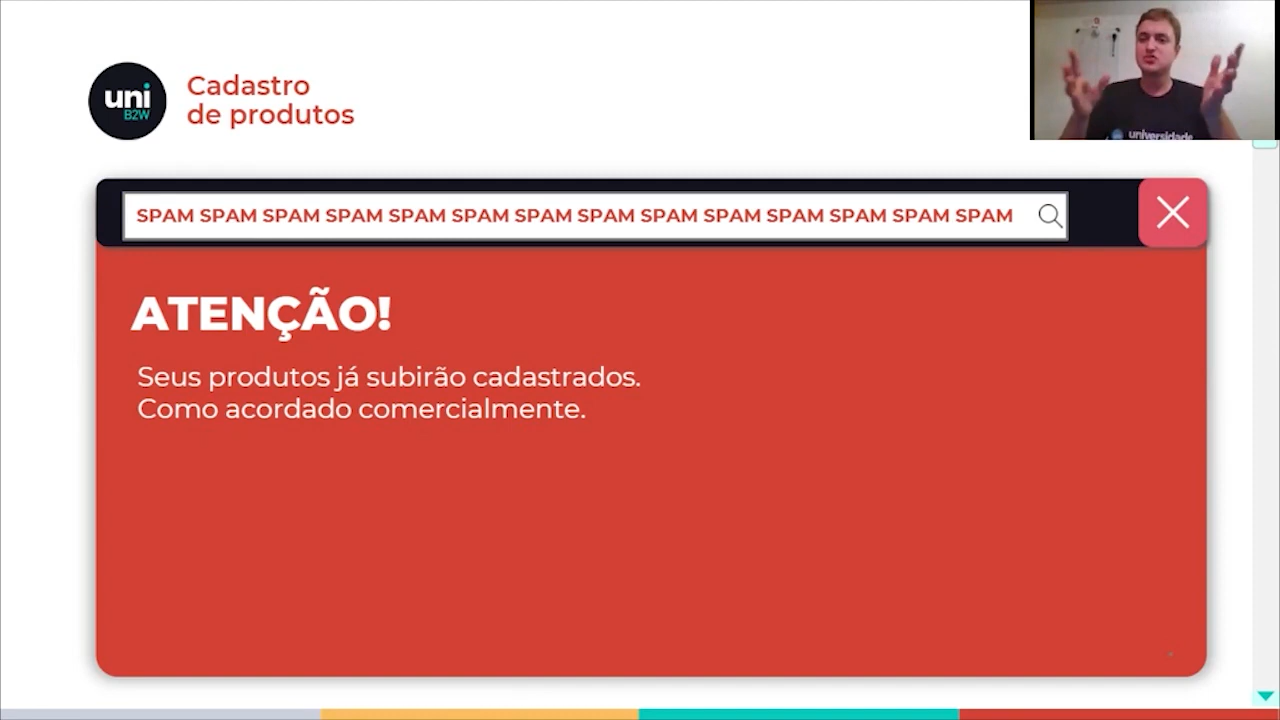 uni
B2W
Cadastro
de produtos
universidade
SPAM SPAM SPAM SPAM SPAM SPAM SPAM SPAM SPAM SPAM SPAM SPAM SPAM SPAM
ATENÇÃO!
Seus produtos já subirão cadastrados.
Como acordado comercialmente.